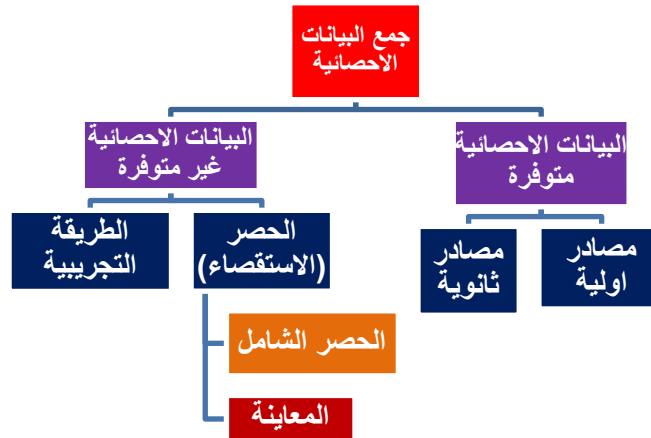 جمع البيانات
الاحصائية
البيانات الاحصائية
متوفرة
البيانات الاحصائية
غير متوفرة
مصادر
اولية
مصادر
ثانوية
الحصر
(الاستقصاء)
الطريقة
التجريبية
الحصر الشامل
المعاينة